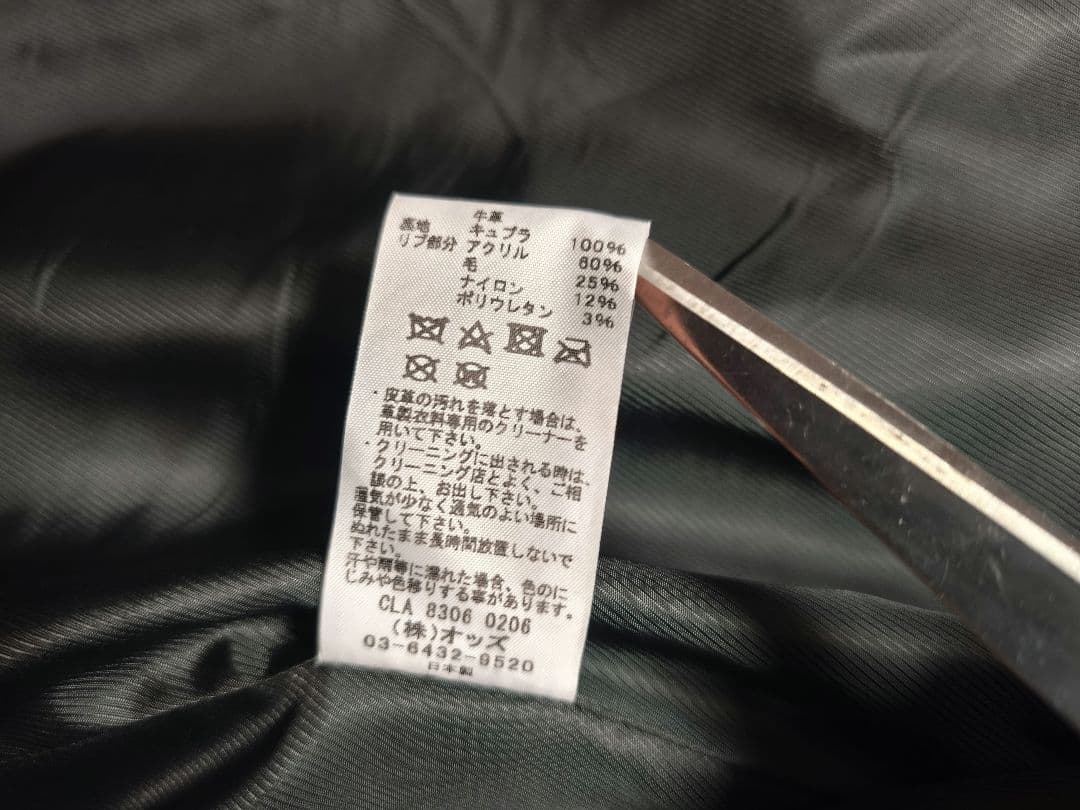 牛革
裏地 キュプラ 100%
リブ部分 アクリル 60%
毛 25%
ナイロン 12%
ポリウレタン 3%
・皮革の汚れを落とす場合は、
革製衣料専用のクリーナーを
用いて下さい。
・クリーニングに出される時は、
クリーニング店とよく、ご相
談の上、お出し下さい。
湿気が少なく通気のよい場所に
保管して下さい。
ぬれたまま長時間放置しないで
下さい。
汗や雨等に濡れた場合、色のに
じみや色移りする事があります。
CLA 8306 0206
(株)オッズ
03-6432-9520
日本製